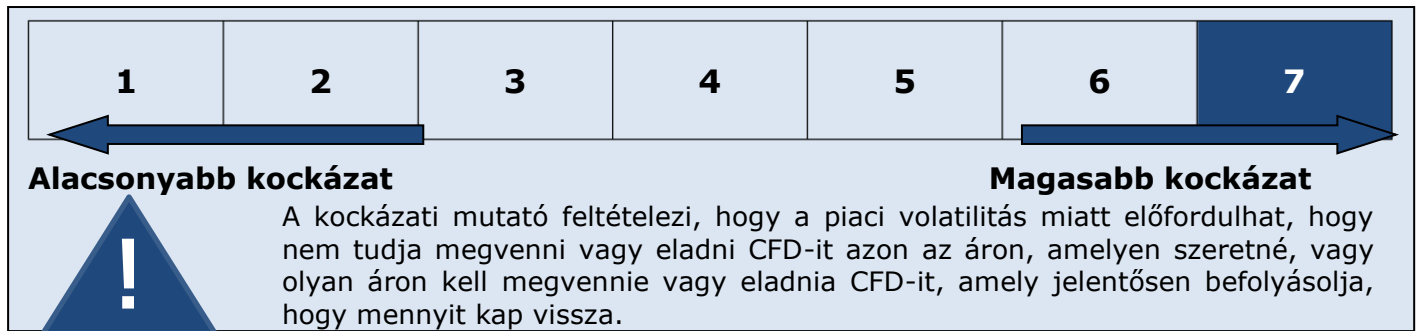 1 2 3 4 5 6 7
Alacsonyabb kockázat Magasabb kockázat
!
A kockázati mutató feltételezi, hogy a piaci volatilitás miatt előfordulhat, hogy
nem tudja megvenni vagy eladni CFD-it azon az áron, amelyen szeretné, vagy
olyan áron kell megvennie vagy eladnia CFD-it, amely jelentősen befolyásolja,
hogy mennyit kap vissza.